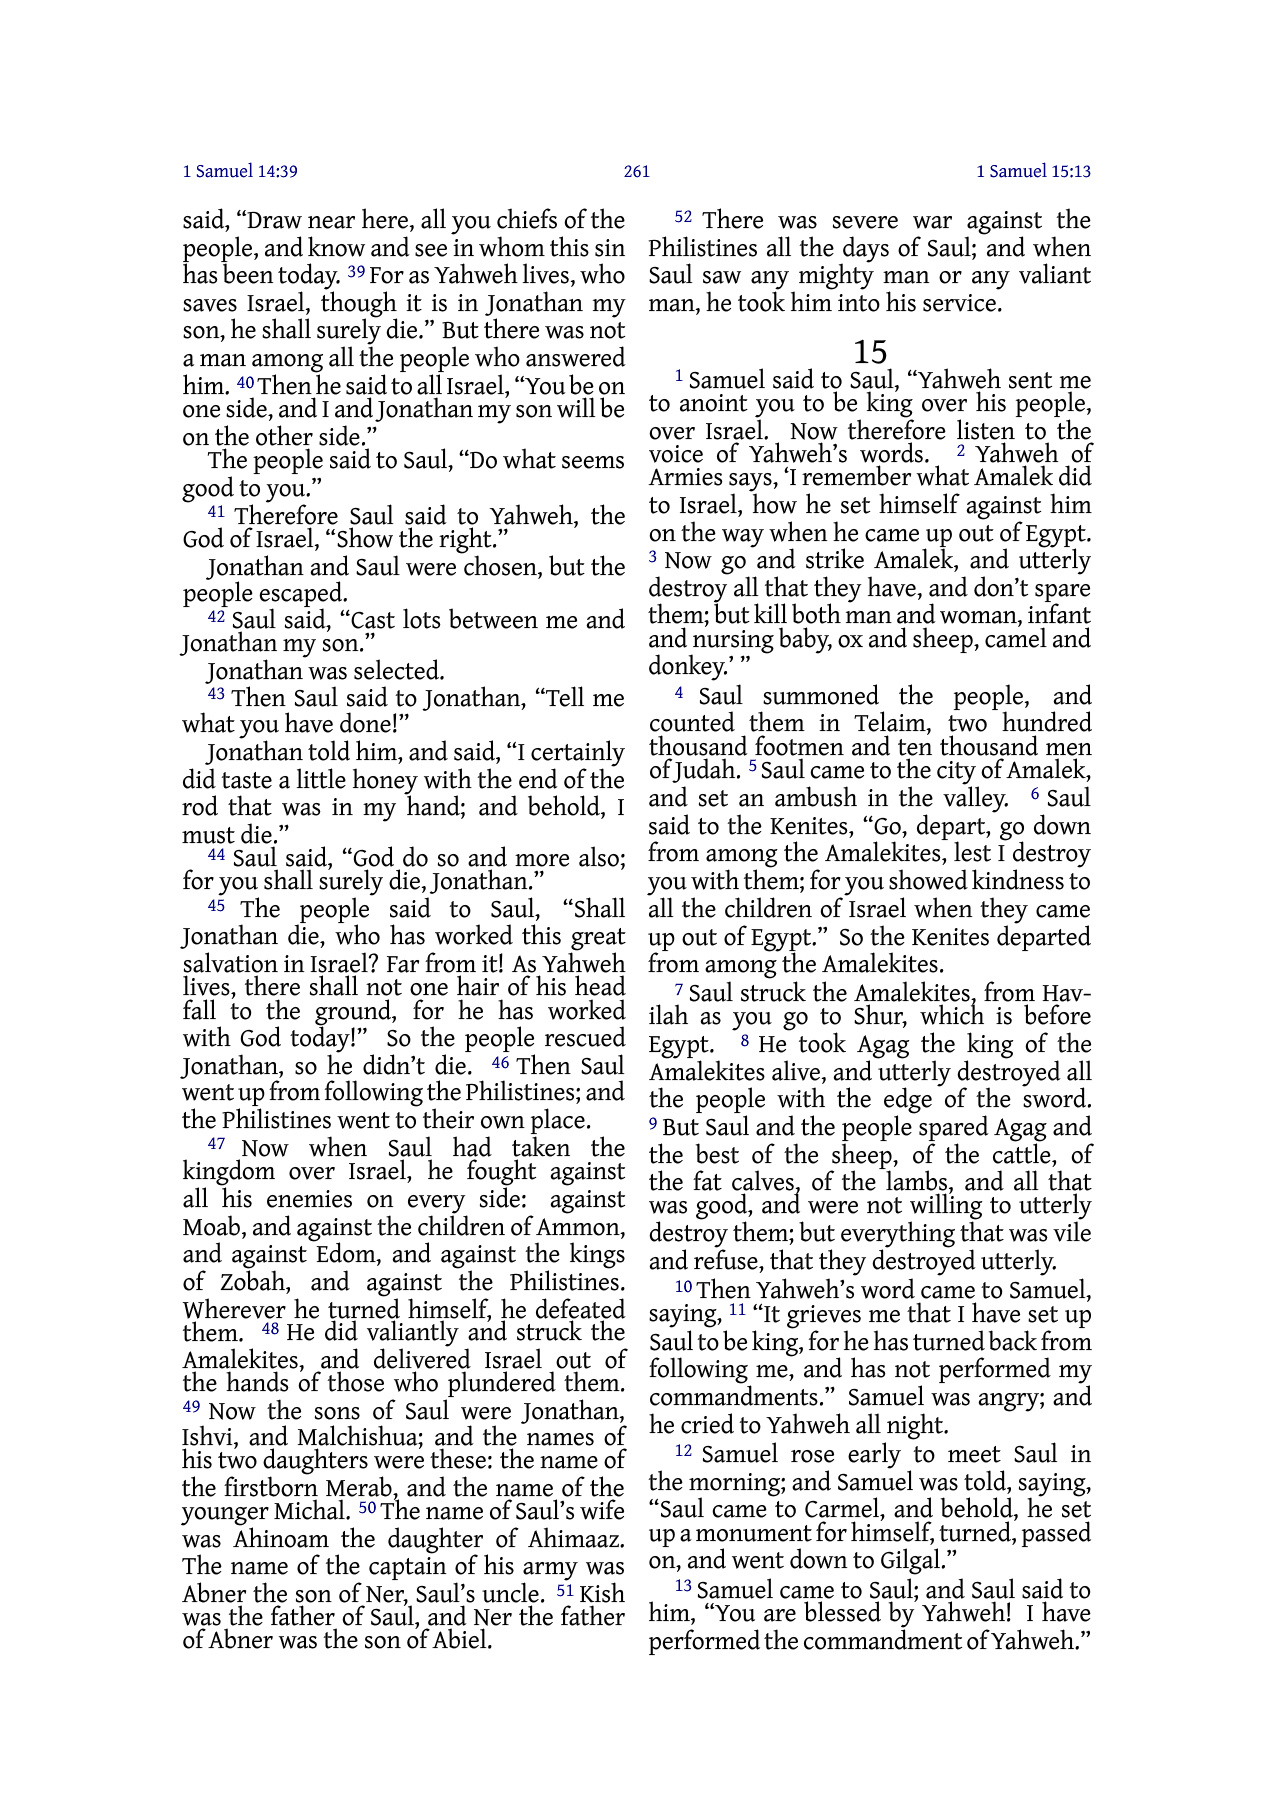 1 Samuel 14:39
261
1 Samuel 15:13
said, “Draw near here, all you chiefs of the
people, and know and see in whom this sin
has been today. 39 For as Yahweh lives, who
saves Israel, though it is in Jonathan my
son, he shall surely die.” But there was not
a man among all the people who answered
him. 40 Then he said to all Israel, “You be on
one side, and I and Jonathan my son will be
on the other side.”
The people said to Saul, “Do what seems
good to you.”
41 Therefore Saul said to Yahweh, the
God of Israel, “Show the right.”
Jonathan and Saul were chosen, but the
people escaped.
42 Saul said, “Cast lots between me and
Jonathan my son.”
Jonathan was selected.
43 Then Saul said to Jonathan, “Tell me
what you have done!”
Jonathan told him, and said, “I certainly
did taste a little honey with the end of the
rod that was in my hand; and behold, I
must die.”
44 Saul said, “God do so and more also;
for you shall surely die, Jonathan.”
45 The people said to Saul, “Shall
Jonathan die, who has worked this great
salvation in Israel? Far from it! As Yahweh
lives, there shall not one hair of his head
fall to the ground, for he has worked
with God today!” So the people rescued
Jonathan, so he didn’t die. 46 Then Saul
went up from following the Philistines; and
the Philistines went to their own place.
47 Now when Saul had taken the
kingdom over Israel, he fought against
all his enemies on every side: against
Moab, and against the children of Ammon,
and against Edom, and against the kings
of Zobah, and against the Philistines.
Wherever he turned himself, he defeated
them. 48 He did valiantly and struck the
Amalekites, and delivered Israel out of
the hands of those who plundered them.
49 Now the sons of Saul were Jonathan,
Ishvi, and Malchishua; and the names of
his two daughters were these: the name of
the firstborn Merab, and the name of the
younger Michal. 50 The name of Saul’s wife
was Ahinoam the daughter of Ahimaaz.
The name of the captain of his army was
Abner the son of Ner, Saul’s uncle. 51 Kish
was the father of Saul, and Ner the father
of Abner was the son of Abiel.
52 There was severe war against the
Philistines all the days of Saul; and when
Saul saw any mighty man or any valiant
man, he took him into his service.
15
1 Samuel said to Saul, “Yahweh sent me
to anoint you to be king over his people,
over Israel. Now therefore listen to the
voice of Yahweh’s words. 2 Yahweh of
Armies says, ‘I remember what Amalek did
to Israel, how he set himself against him
on the way when he came up out of Egypt.
3 Now go and strike Amalek, and utterly
destroy all that they have, and don’t spare
them; but kill both man and woman, infant
and nursing baby, ox and sheep, camel and
donkey.’ ”
4 Saul summoned the people, and
counted them in Telaim, two hundred
thousand footmen and ten thousand men
of Judah. 5 Saul came to the city of Amalek,
and set an ambush in the valley. 6 Saul
said to the Kenites, “Go, depart, go down
from among the Amalekites, lest I destroy
you with them; for you showed kindness to
all the children of Israel when they came
up out of Egypt.” So the Kenites departed
from among the Amalekites.
7 Saul struck the Amalekites, from Hav-
ilah as you go to Shur, which is before
Egypt. 8 He took Agag the king of the
Amalekites alive, and utterly destroyed all
the people with the edge of the sword.
9 But Saul and the people spared Agag and
the best of the sheep, of the cattle, of
the fat calves, of the lambs, and all that
was good, and were not willing to utterly
destroy them; but everything that was vile
and refuse, that they destroyed utterly.
10 Then Yahweh’s word came to Samuel,
saying, 11 “It grieves me that I have set up
Saul to be king, for he has turned back from
following me, and has not performed my
commandments.” Samuel was angry; and
he cried to Yahweh all night.
12 Samuel rose early to meet Saul in
the morning; and Samuel was told, saying,
“Saul came to Carmel, and behold, he set
up a monument for himself, turned, passed
on, and went down to Gilgal.”
13 Samuel came to Saul; and Saul said to
him, “You are blessed by Yahweh! I have
performed the commandment of Yahweh.”